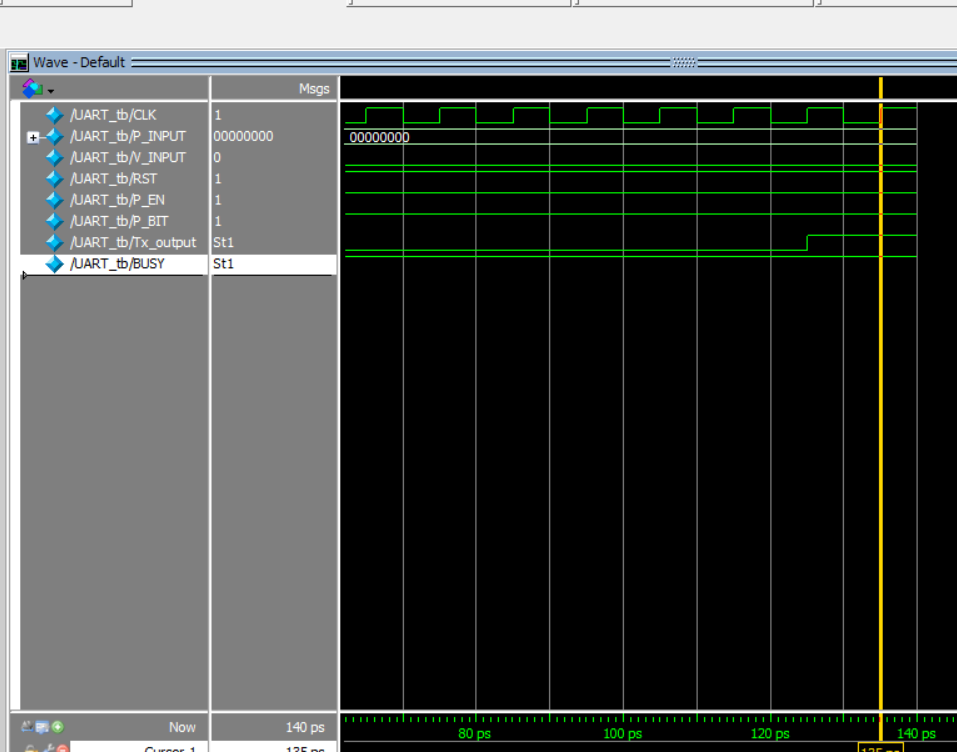 Wave - Default
Msgs
/UART_tb/CLK 1
/UART_tb/P_INPUT 00000000 00000000
/UART_tb/V_INPUT 0
/UART_tb/RST 1
/UART_tb/P_EN 1
/UART_tb/P_BIT 1
/UART_tb/Tx_output St1
/UART_tb/BUSY St1
Now 140 ps 80 ps 100 ps 120 ps 140 ps
Cursor 1 135 ps 135 ps